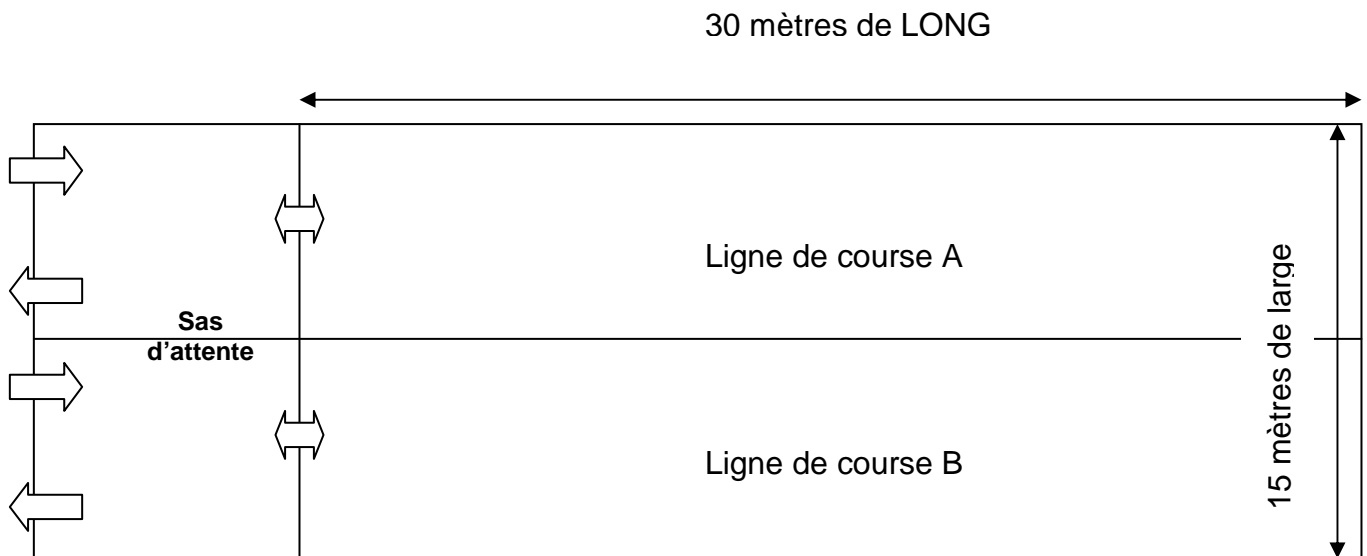 30 mètres de LONG
Ligne de course A
Sas
d'attente
15 mètres de large
Ligne de course B